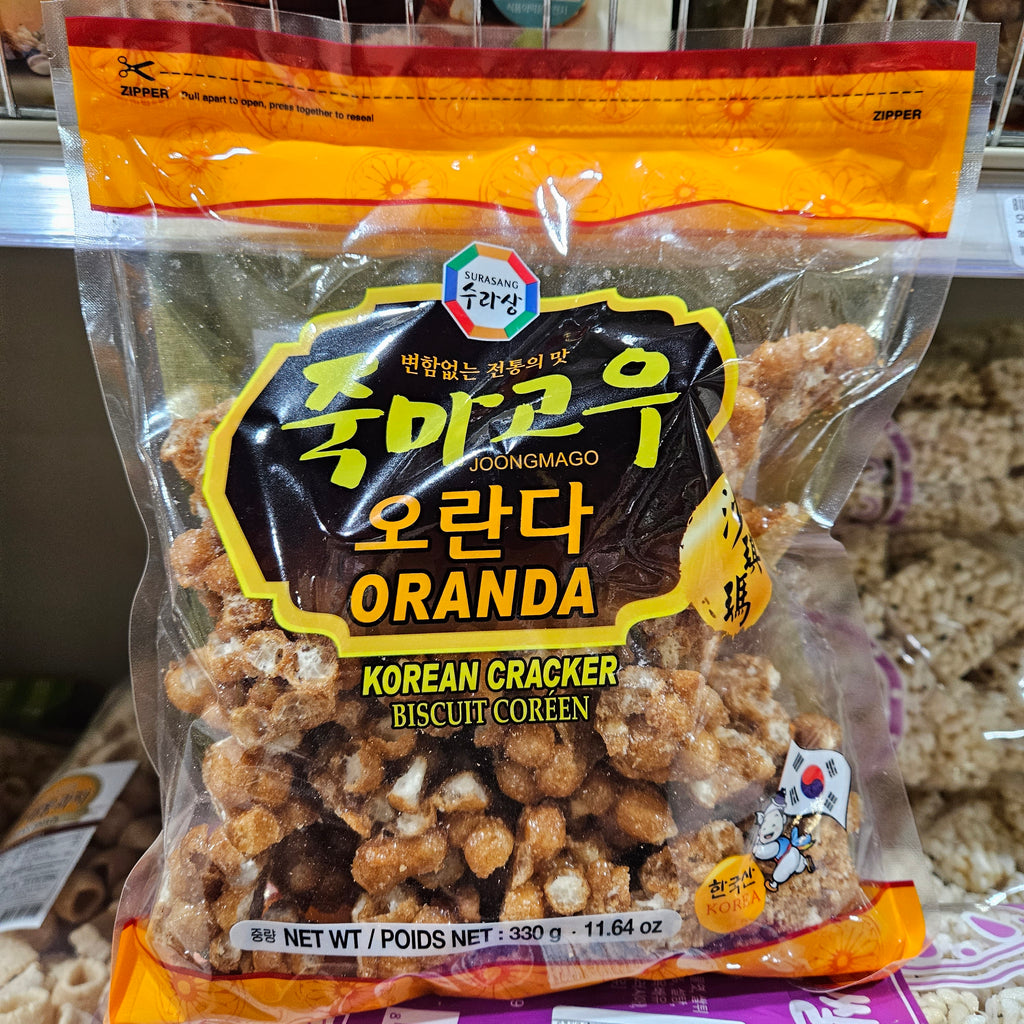 ZIPPER
Pull apart to open, press together to reseal
ZIPPER
SURASANG
수라상
변함없는 전통의 맛
죽마고우
JOONGMAGO
오란다
ORANDA
沙琪瑪
KOREAN CRACKER
BISCUIT CORÉEN
한국산
KOREA
중량 NET WT / POIDS NET : 330 g · 11.64 oz